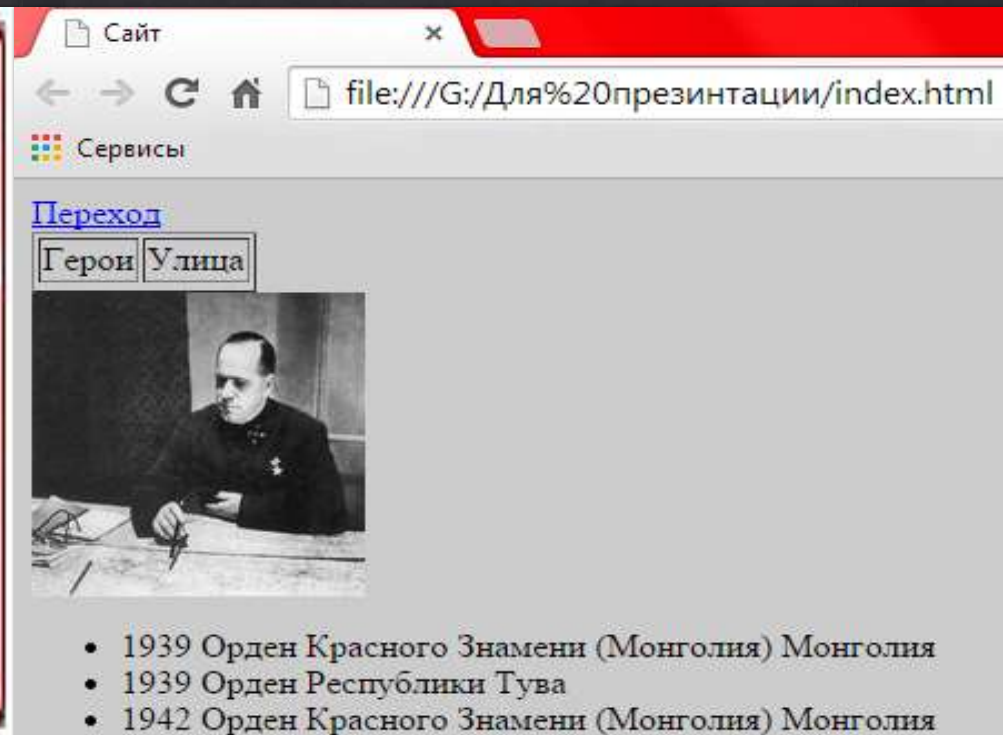 Сайт
file:///G:/Для%20презинтации/index.html
Сервисы
Переход
Герои Улица
1939 Орден Красного Знамени (Монголия) Монголия
1939 Орден Республики Тува
1942 Орден Красного Знамени (Монголия) Монголия